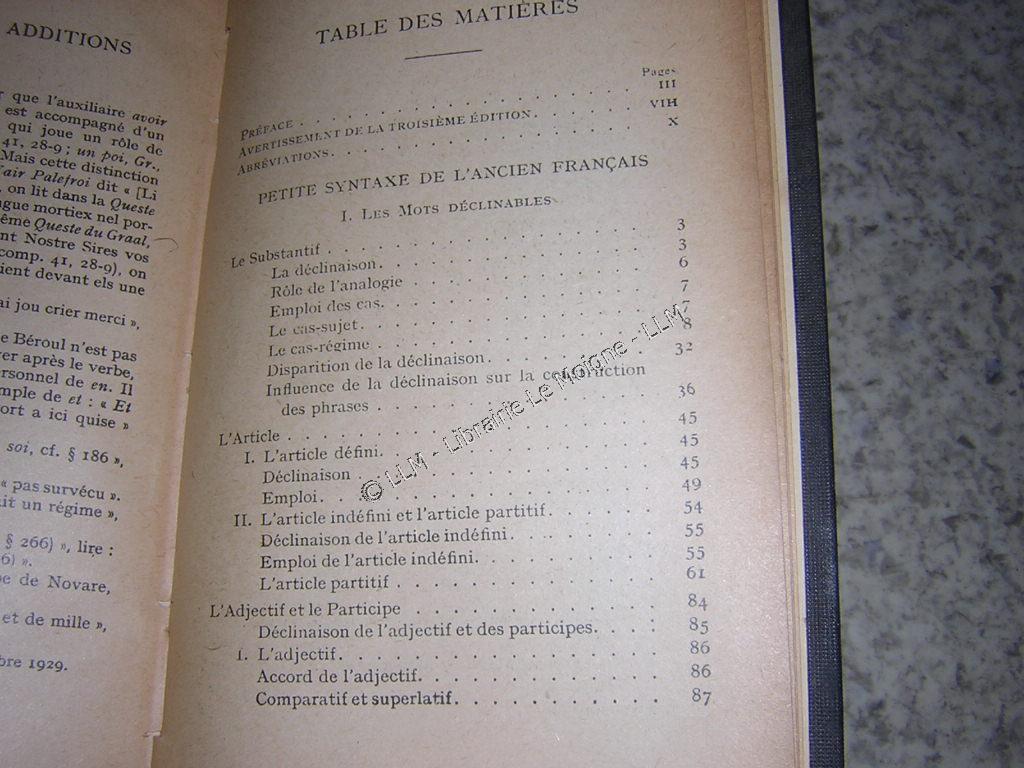 ADDITIONS
que l'auxiliaire avoir
est accompagné d'un
qui joue un rôle de
41, 28-9 ; un poi, Gr.,
Mais cette distinction
Vair Palefroi dit « [Li
, on lit dans la Queste
gue mortiex nel por-
ême Queste du Graal,
nt Nostre Sires vos
comp. 41, 28-9), on
ient devant els une
ai jou crier merci »,
e Béroul n'est pas
er après le verbe,
ersonnel de en. Il
mple de et : « Et
ort a ici quise »
soi, cf. § 186 »,
« pas survécu ».
it un régime »,
§ 266) », lire :
6) ».
e de Novare,
et de mille »,
bre 1929.
TABLE DES MATIÈRES
Pages
PRÉFACE . . . III
AVERTISSEMENT DE LA TROISIÈME ÉDITION . . . VIII
ABRÉVIATIONS . . . X
PETITE SYNTAXE DE L'ANCIEN FRANÇAIS
I. LES MOTS DÉCLINABLES
Le Substantif . . . 3
La déclinaison . . . 3
Rôle de l'analogie . . . 6
Emploi des cas . . . 7
Le cas-sujet . . . 7
Le cas-régime . . . 8
Disparition de la déclinaison . . . 32
Influence de la déclinaison sur la construction
des phrases . . . 36
L'Article . . . 45
I. L'article défini . . . 45
Déclinaison . . . 45
Emploi . . . 49
II. L'article indéfini et l'article partitif . . . 54
Déclinaison de l'article indéfini . . . 55
Emploi de l'article indéfini . . . 55
L'article partitif . . . 61
L'Adjectif et le Participe . . . 84
Déclinaison de l'adjectif et des participes . . . 85
I. L'adjectif . . . 86
Accord de l'adjectif . . . 86
Comparatif et superlatif . . . 87
© LLM - Librairie Le Moigne - LLM